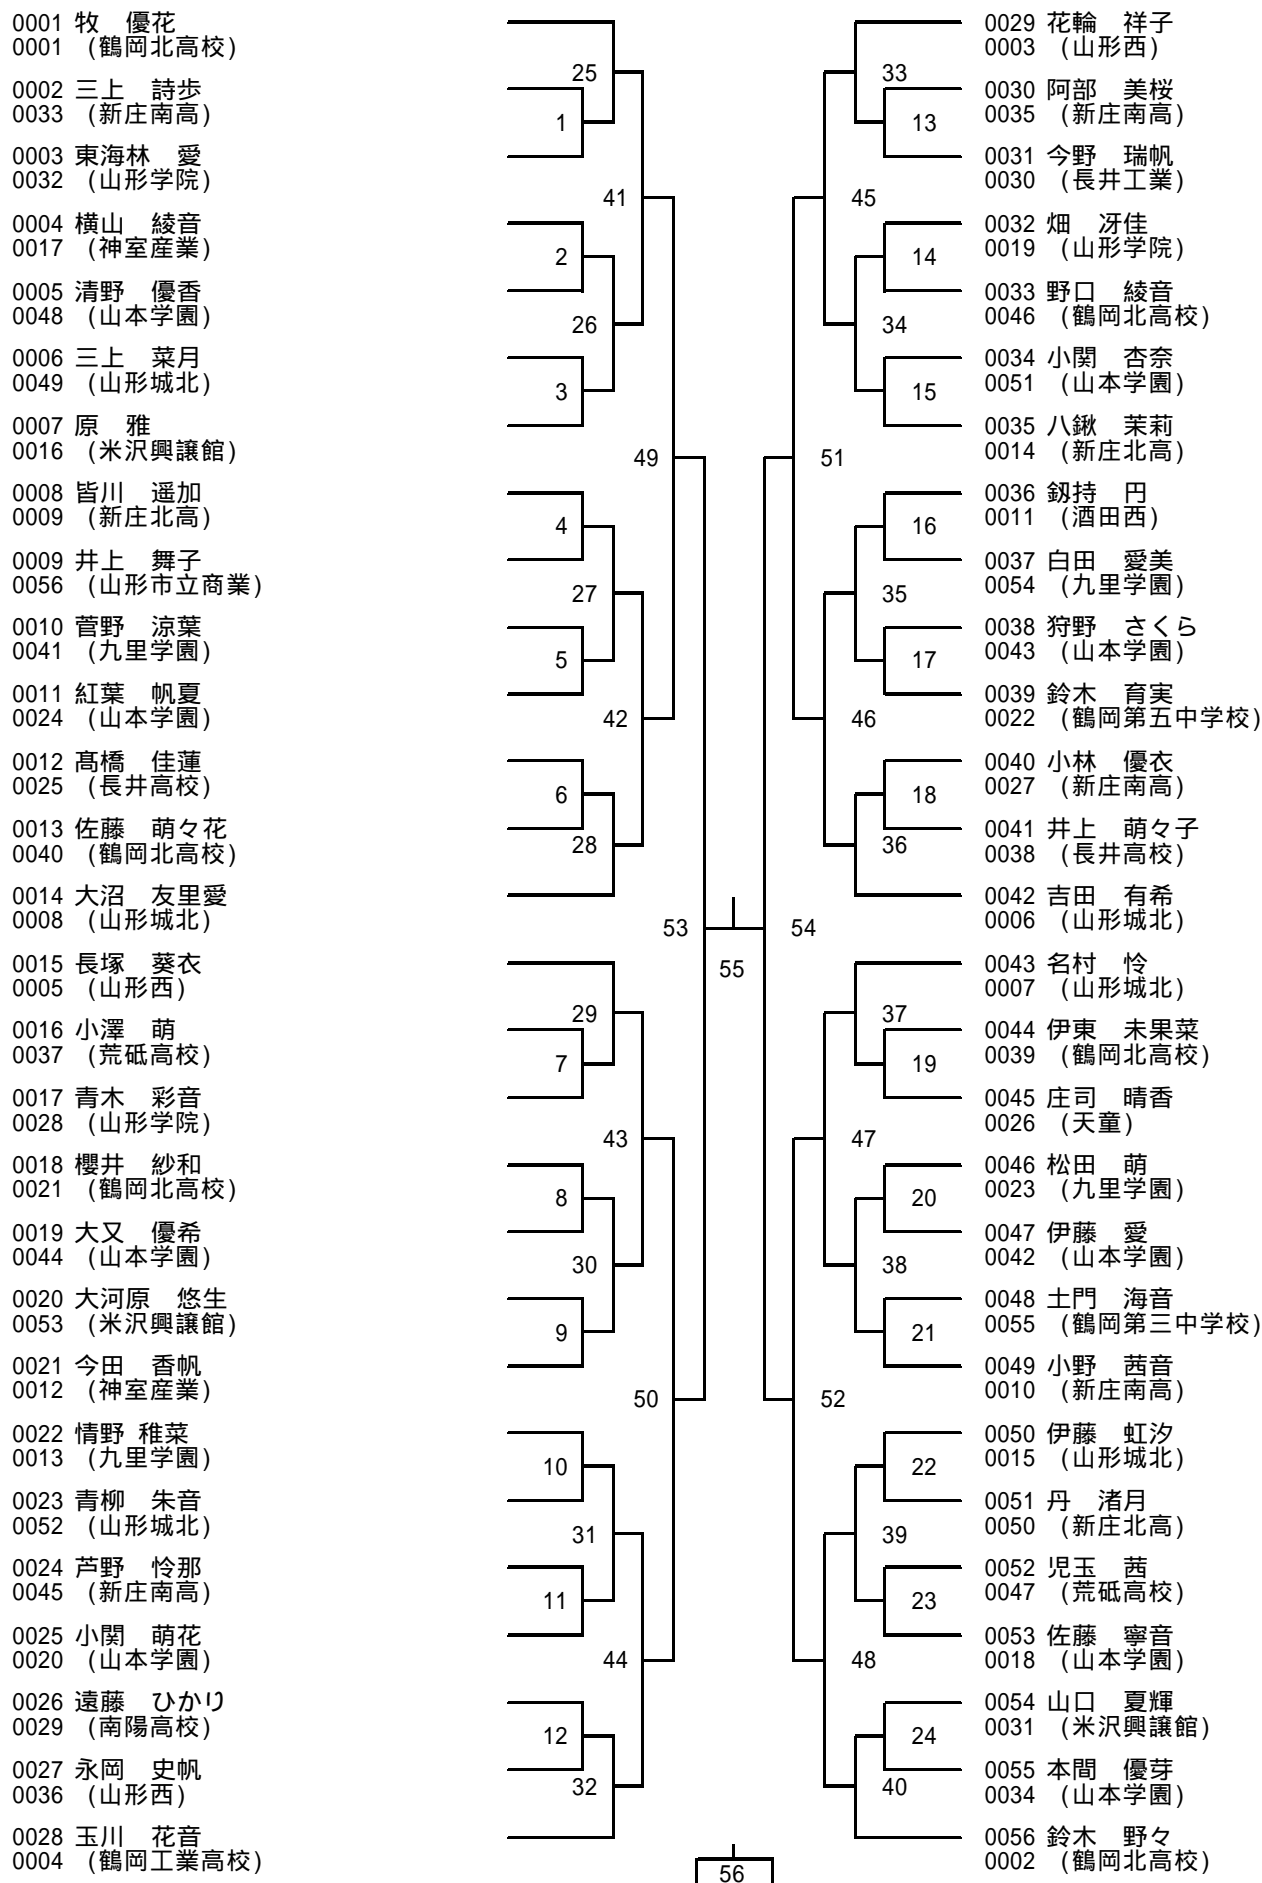 0001 牧　優花
0001 (鶴岡北高校)
0002 三上　詩歩
0033 (新庄南高)
0003 東海林　愛
0032 (山形学院)
0004 横山　綾音
0017 (神室産業)
0005 清野　優香
0048 (山本学園)
0006 三上　菜月
0049 (山形城北)
0007 原　雅
0016 (米沢興譲館)
0008 皆川　遥加
0009 (新庄北高)
0009 井上　舞子
0056 (山形市立商業)
0010 菅野　涼葉
0041 (九里学園)
0011 紅葉　帆夏
0024 (山本学園)
0012 髙橋　佳蓮
0025 (長井高校)
0013 佐藤　萌々花
0040 (鶴岡北高校)
0014 大沼　友里愛
0008 (山形城北)
0015 長塚　葵衣
0005 (山形西)
0016 小澤　萌
0037 (荒砥高校)
0017 青木　彩音
0028 (山形学院)
0018 櫻井　紗和
0021 (鶴岡北高校)
0019 大又　優希
0044 (山本学園)
0020 大河原　悠生
0053 (米沢興譲館)
0021 今田　香帆
0012 (神室産業)
0022 情野 稚菜
0013 (九里学園)
0023 青柳　朱音
0052 (山形城北)
0024 芦野　怜那
0045 (新庄南高)
0025 小関　萌花
0020 (山本学園)
0026 遠藤　ひかり
0029 (南陽高校)
0027 永岡　史帆
0036 (山形西)
0028 玉川　花音
0004 (鶴岡工業高校)
25
1
41
2
26
3
49
4
27
5
42
6
28
53
29
7
43
8
30
9
50
10
31
11
44
12
32
55
56
33
13
45
14
34
15
51
16
35
17
46
18
36
54
37
19
47
20
38
21
52
22
39
23
48
24
40
0029 花輪　祥子
0003 (山形西)
0030 阿部　美桜
0035 (新庄南高)
0031 今野　瑞帆
0030 (長井工業)
0032 畑　冴佳
0019 (山形学院)
0033 野口　綾音
0046 (鶴岡北高校)
0034 小関　杏奈
0051 (山本学園)
0035 八鍬　茉莉
0014 (新庄北高)
0036 釼持　円
0011 (酒田西)
0037 白田　愛美
0054 (九里学園)
0038 狩野　さくら
0043 (山本学園)
0039 鈴木　育実
0022 (鶴岡第五中学校)
0040 小林　優衣
0027 (新庄南高)
0041 井上　萌々子
0038 (長井高校)
0042 吉田　有希
0006 (山形城北)
0043 名村　怜
0007 (山形城北)
0044 伊東　未果菜
0039 (鶴岡北高校)
0045 庄司　晴香
0026 (天童)
0046 松田　萌
0023 (九里学園)
0047 伊藤　愛
0042 (山本学園)
0048 土門　海音
0055 (鶴岡第三中学校)
0049 小野　茜音
0010 (新庄南高)
0050 伊藤　虹汐
0015 (山形城北)
0051 丹　渚月
0050 (新庄北高)
0052 児玉　茜
0047 (荒砥高校)
0053 佐藤　寧音
0018 (山本学園)
0054 山口　夏輝
0031 (米沢興譲館)
0055 本間　優芽
0034 (山本学園)
0056 鈴木　野々
0002 (鶴岡北高校)